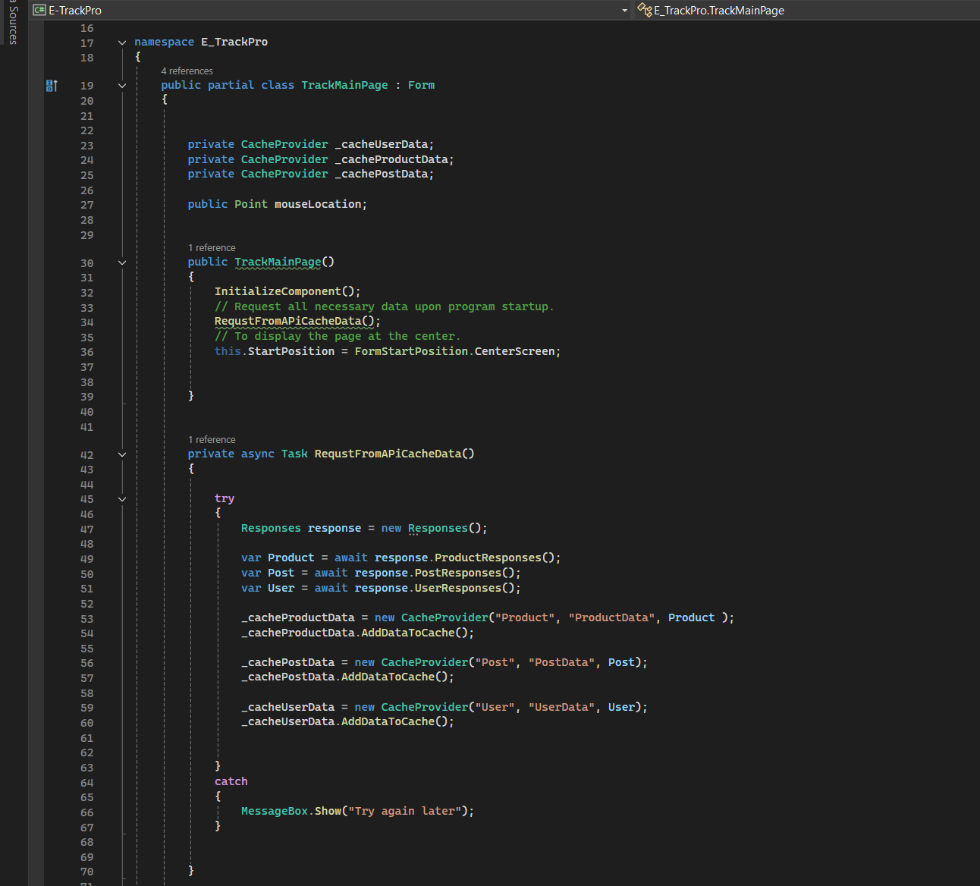 a Sources
C# E-TrackPro
E_TrackPro.TrackMainPage
16
17 namespace E_TrackPro
18 {
4 references
19 public partial class TrackMainPage : Form
20 {
21
22
23 private CacheProvider _cacheUserData;
24 private CacheProvider _cacheProductData;
25 private CacheProvider _cachePostData;
26
27 public Point mouseLocation;
28
29
1 reference
30 public TrackMainPage()
31 {
32 InitializeComponent();
33 // Request all necessary data upon program startup.
34 RequstFromAPiCacheData();
35 // To display the page at the center.
36 this.StartPosition = FormStartPosition.CenterScreen;
37
38
39 }
40
41
1 reference
42 private async Task RequstFromAPiCacheData()
43 {
44
45 try
46 {
47 Responses response = new Responses();
48
49 var Product = await response.ProductResponses();
50 var Post = await response.PostResponses();
51 var User = await response.UserResponses();
52
53 _cacheProductData = new CacheProvider("Product", "ProductData", Product );
54 _cacheProductData.AddDataToCache();
55
56 _cachePostData = new CacheProvider("Post", "PostData", Post);
57 _cachePostData.AddDataToCache();
58
59 _cacheUserData = new CacheProvider("User", "UserData", User);
60 _cacheUserData.AddDataToCache();
61
62
63 }
64 catch
65 {
66 MessageBox.Show("Try again later");
67 }
68
69
70 }
71